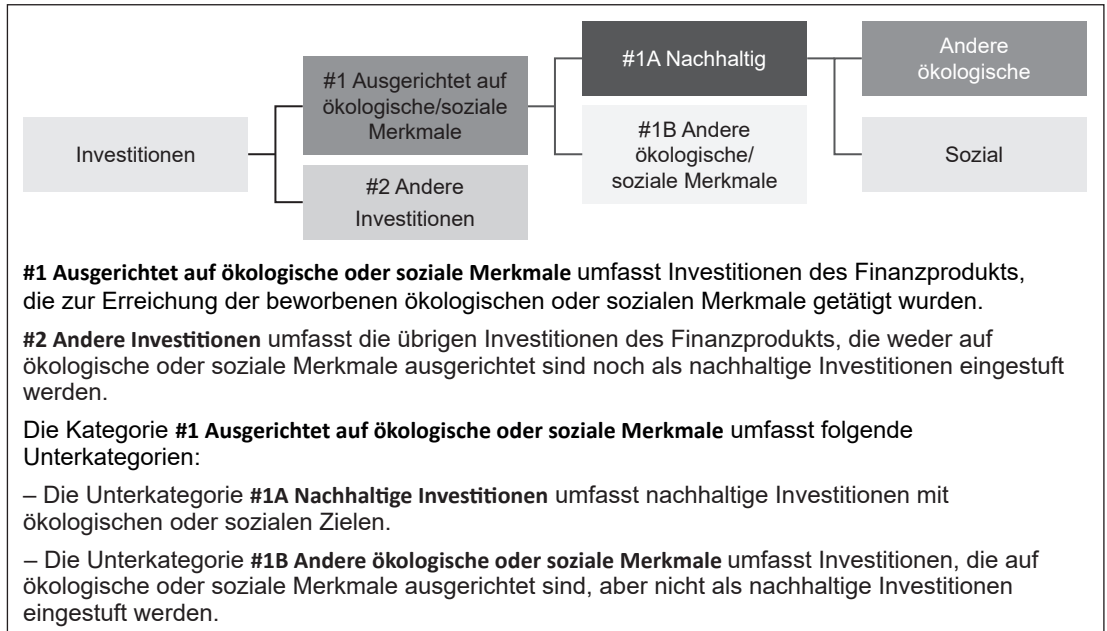 Investitionen
#1 Ausgerichtet auf
ökologische/soziale
Merkmale
#2 Andere
Investitionen
#1A Nachhaltig
#1B Andere
ökologische/
soziale Merkmale
Andere
ökologische
Sozial
#1 Ausgerichtet auf ökologische oder soziale Merkmale umfasst Investitionen des Finanzprodukts,
die zur Erreichung der beworbenen ökologischen oder sozialen Merkmale getätigt wurden.
#2 Andere Investitionen umfasst die übrigen Investitionen des Finanzprodukts, die weder auf
ökologische oder soziale Merkmale ausgerichtet sind noch als nachhaltige Investitionen eingestuft
werden.
Die Kategorie #1 Ausgerichtet auf ökologische oder soziale Merkmale umfasst folgende
Unterkategorien:
– Die Unterkategorie #1A Nachhaltige Investitionen umfasst nachhaltige Investitionen mit
ökologischen oder sozialen Zielen.
– Die Unterkategorie #1B Andere ökologische oder soziale Merkmale umfasst Investitionen, die auf
ökologische oder soziale Merkmale ausgerichtet sind, aber nicht als nachhaltige Investitionen
eingestuft werden.